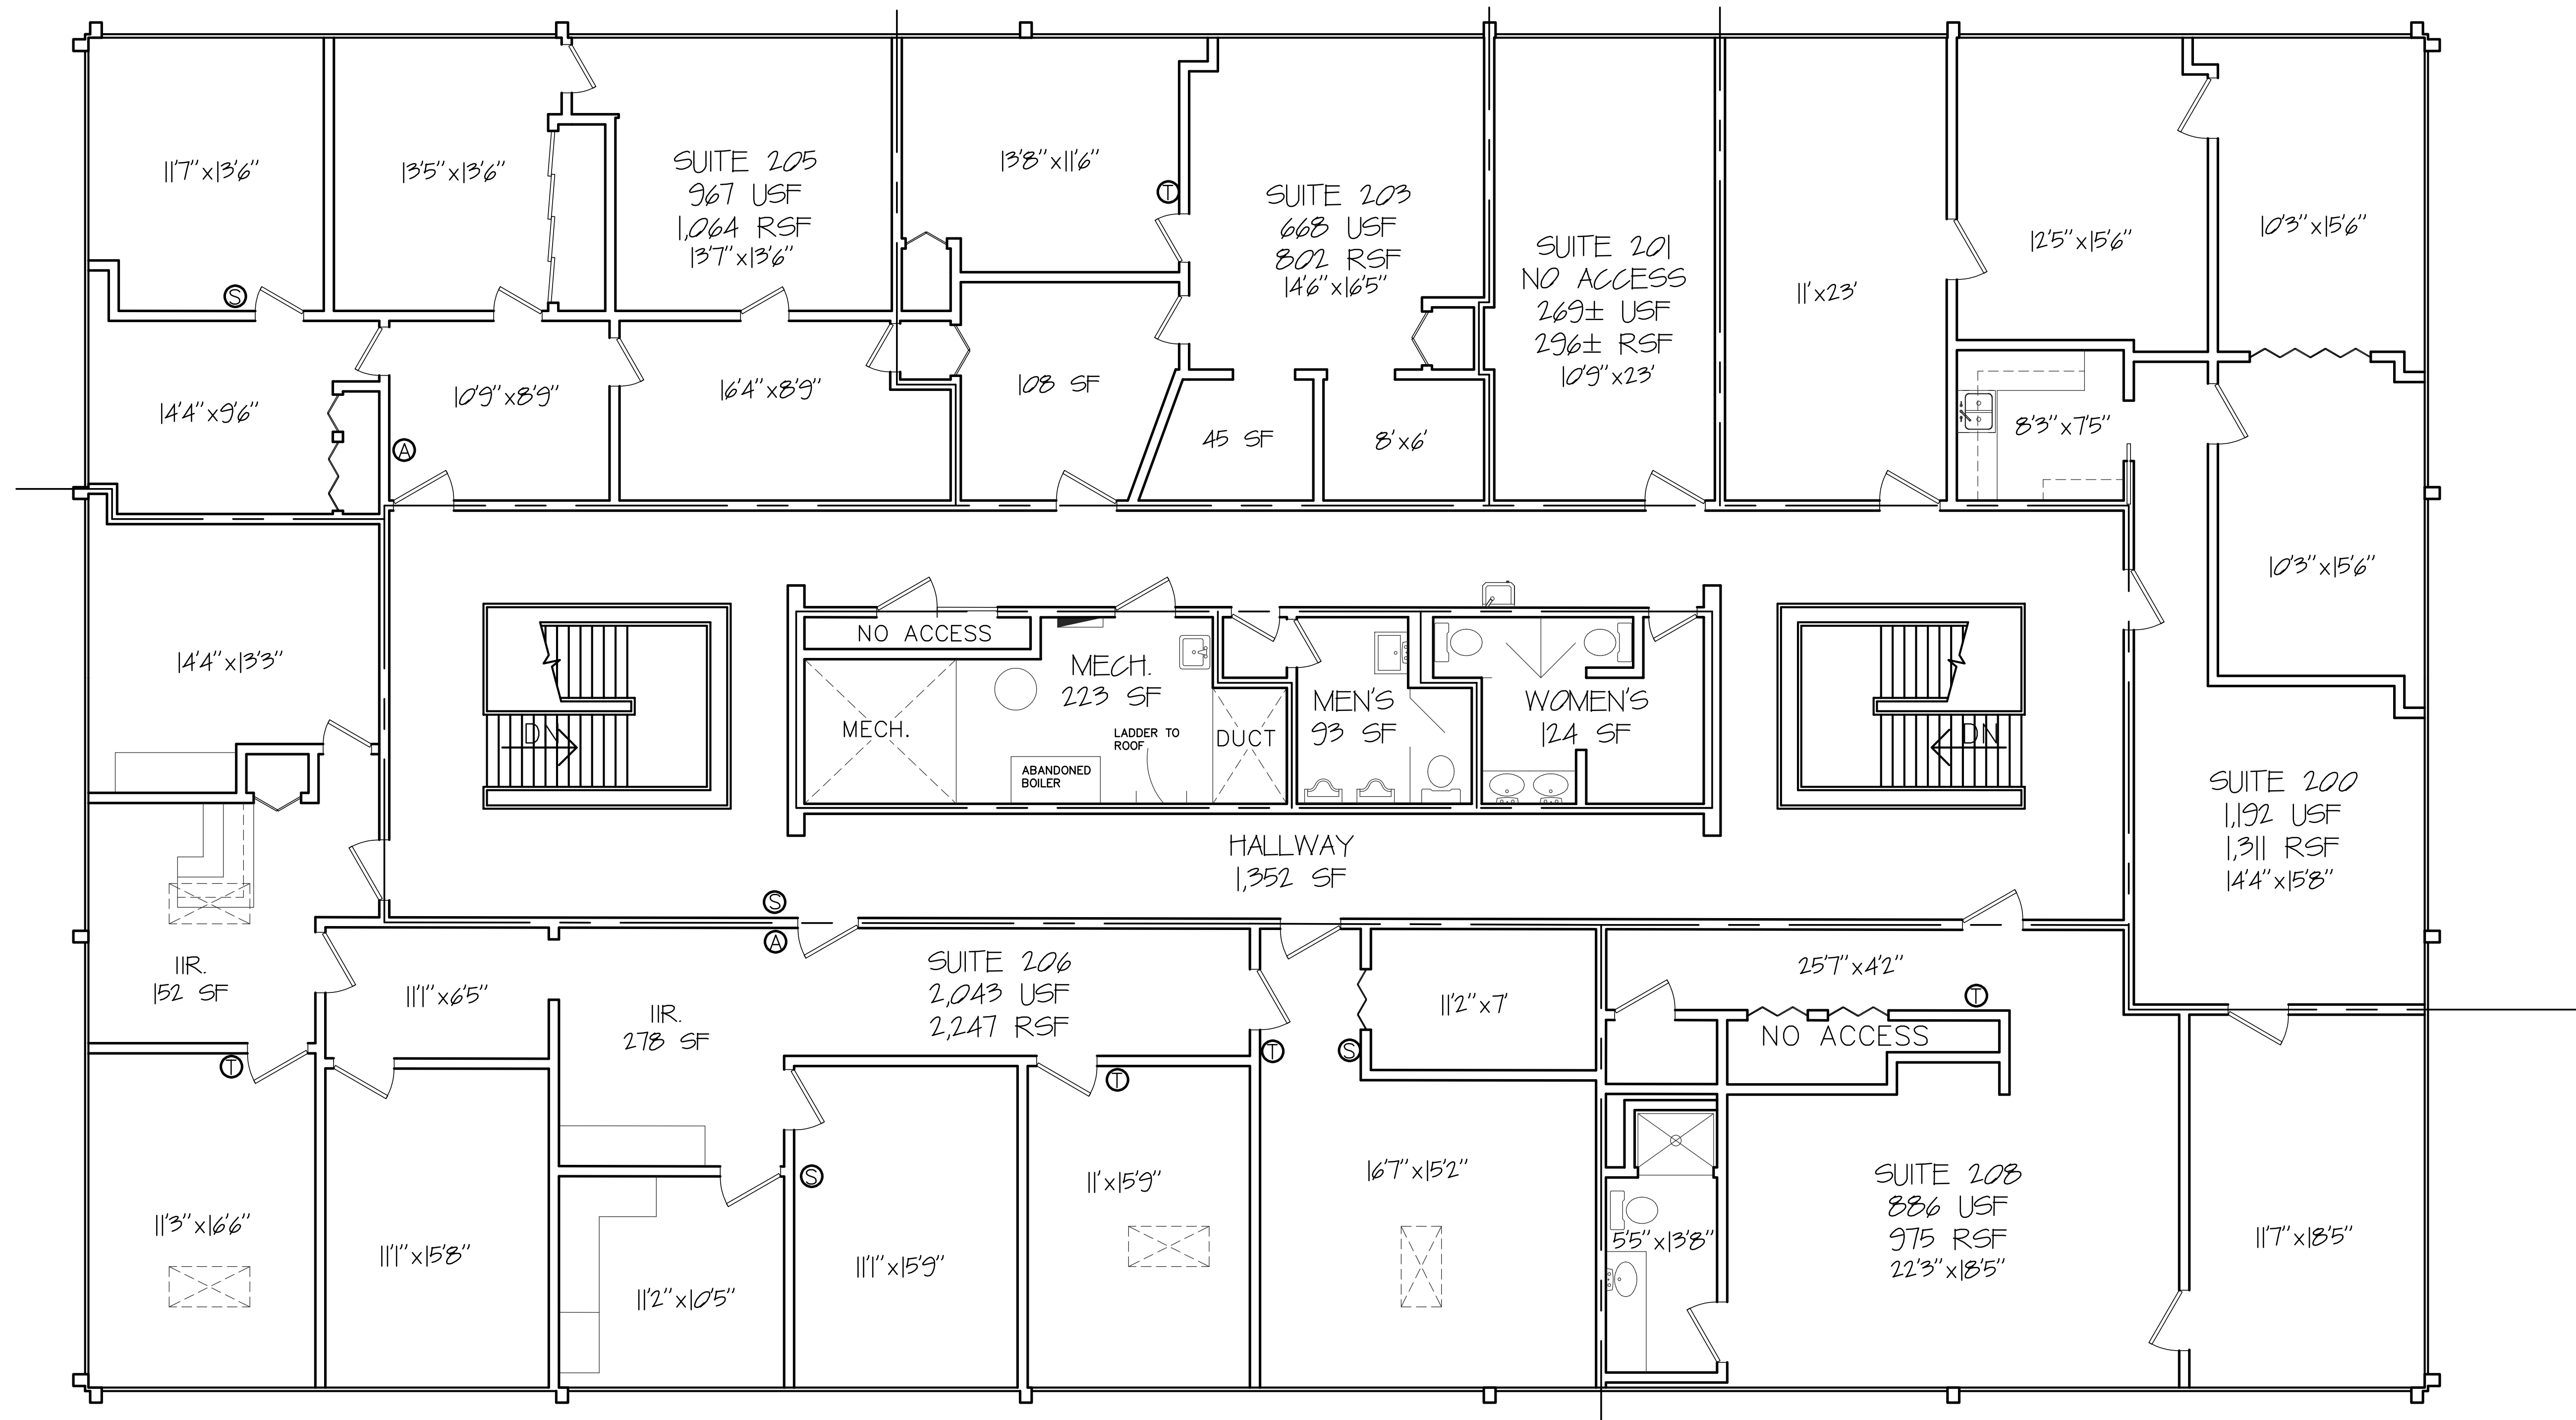 11'7"x13'6"
13'5"x13'6"
SUITE 205
967 USF
1,064 RSF
13'7"x13'6"
13'8"x11'6"
T
SUITE 203
668 USF
802 RSF
14'6"x16'5"
SUITE 201
NO ACCESS
269± USF
296± RSF
10'9"x23'
11'x23'
12'5"x15'6"
10'3"x15'6"
S
14'4"x9'6"
A
10'9"x8'9"
16'4"x8'9"
108 SF
45 SF
8'x6'
8'3"x7'5"
10'3"x15'6"
14'4"x13'3"
DN
NO ACCESS
MECH.
223 SF
MECH.
ABANDONED
BOILER
LADDER TO
ROOF
DUCT
MEN'S
93 SF
WOMEN'S
124 SF
DN
SUITE 200
1,192 USF
1,311 RSF
14'4"x15'8"
HALLWAY
1,352 SF
S
A
IRR.
152 SF
11'1"x6'5"
IRR.
278 SF
SUITE 206
2,043 USF
2,247 RSF
11'2"x7'
25'7"x4'2"
T
NO ACCESS
T
T
T
S
S
11'3"x16'6"
11'1"x15'8"
11'2"x10'5"
11'1"x15'9"
11'x15'9"
16'7"x15'2"
5'5"x13'8"
SUITE 208
886 USF
975 RSF
22'3"x18'5"
11'7"x18'5"